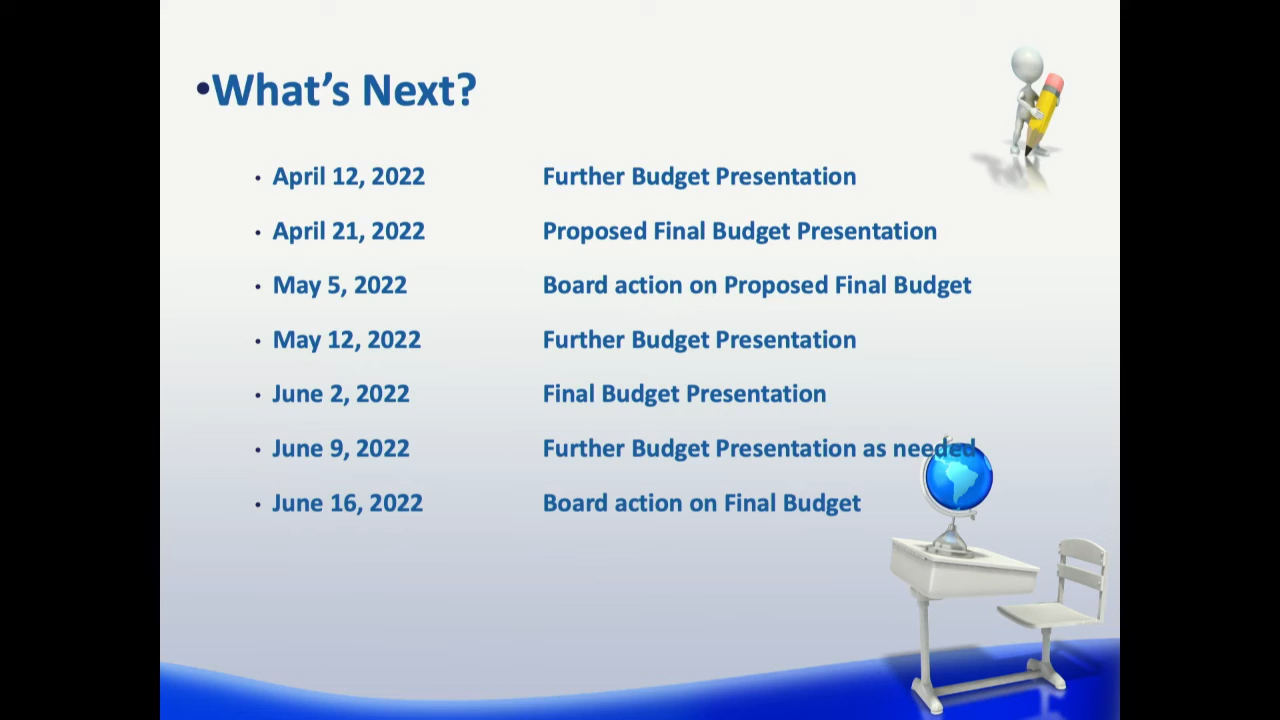 •What's Next?
• April 12, 2022 Further Budget Presentation
• April 21, 2022 Proposed Final Budget Presentation
• May 5, 2022 Board action on Proposed Final Budget
• May 12, 2022 Further Budget Presentation
• June 2, 2022 Final Budget Presentation
• June 9, 2022 Further Budget Presentation as needed
• June 16, 2022 Board action on Final Budget